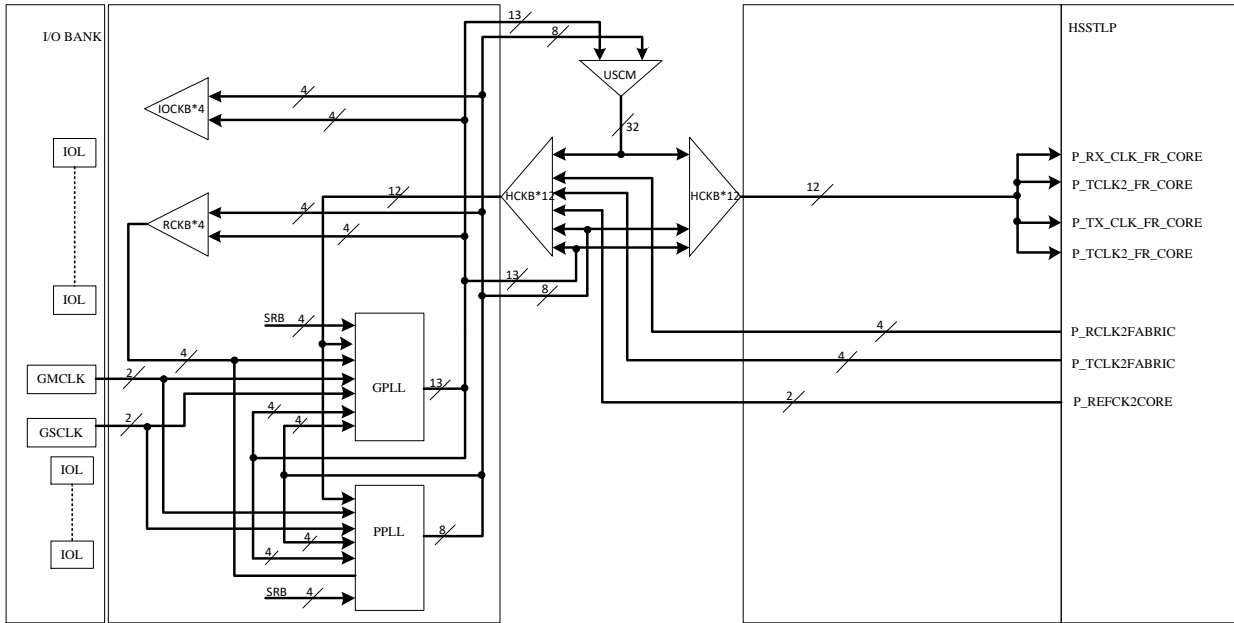 13
I/O BANK
8
HSSTLP
USCM
4
IOCKB*4
4
32
IOL
P_RX_CLK_FR_CORE
P_TCLK2_FR_CORE
12
HCKB*12
HCKB*12
12
4
RCKB*4
4
P_TX_CLK_FR_CORE
P_TCLK2_FR_CORE
13
8
IOL
SRB
4
4
P_RCLK2FABRIC
4
GMCLK
2
GPLL
13
4
P_TCLK2FABRIC
2
P_REFCK2CORE
4
GSCLK
2
4
IOL
PPLL
8
4
4
IOL
SRB
4